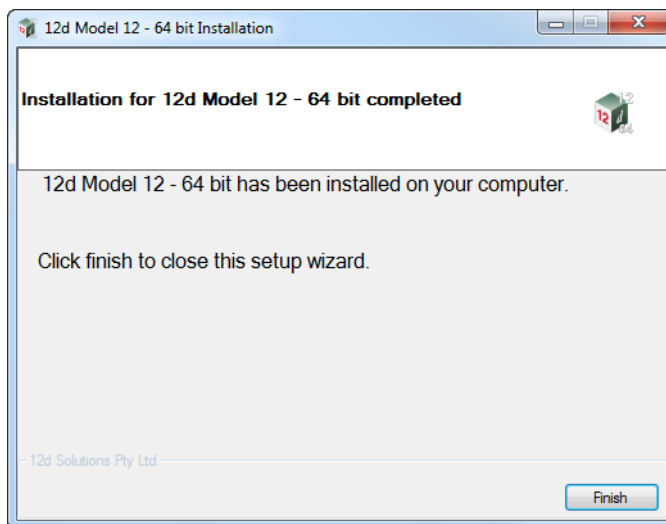 12d Model 12 - 64 bit Installation
Installation for 12d Model 12 - 64 bit completed
12
12 d
64
12d Model 12 - 64 bit has been installed on your computer.
Click finish to close this setup wizard.
12d Solutions Pty Ltd
Finish